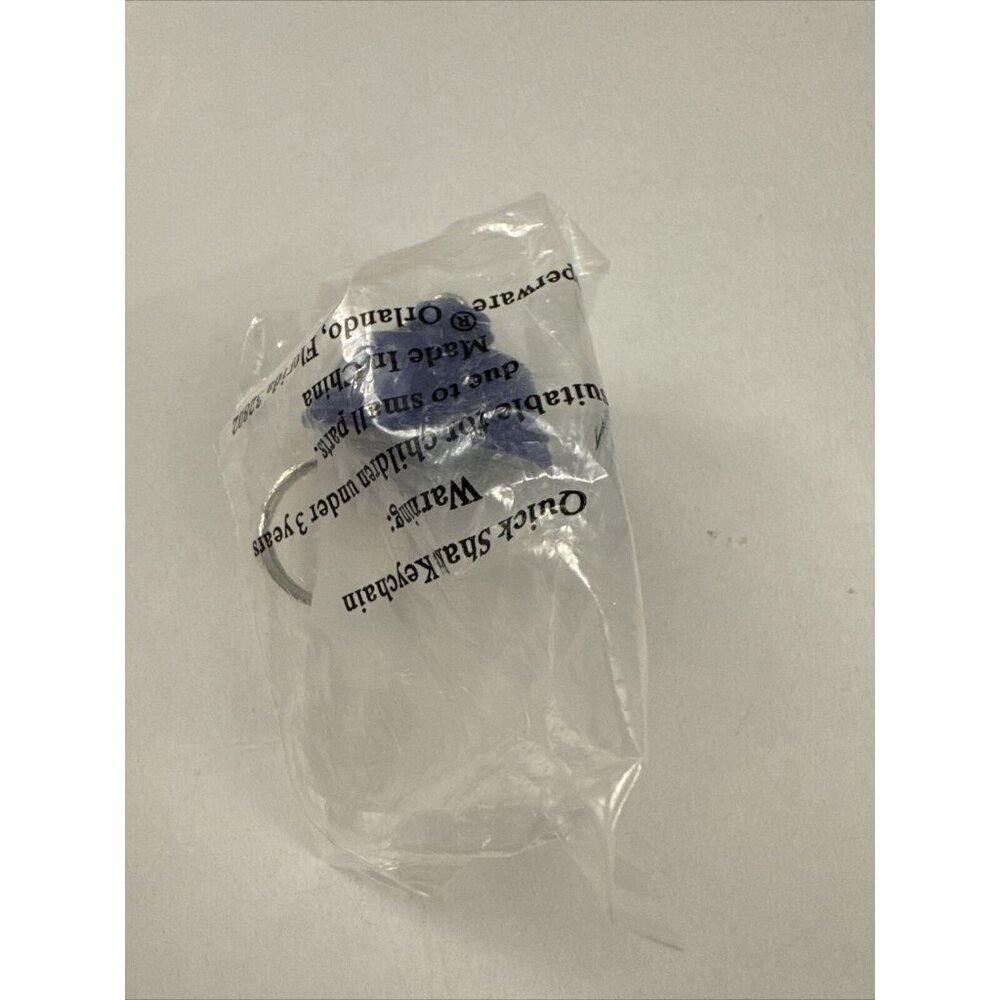 Quick Sha Keychain
Warning:
uitable for Children under 3 years
due to small parts.
Made In China
perware ® Orlando, Florida 32802